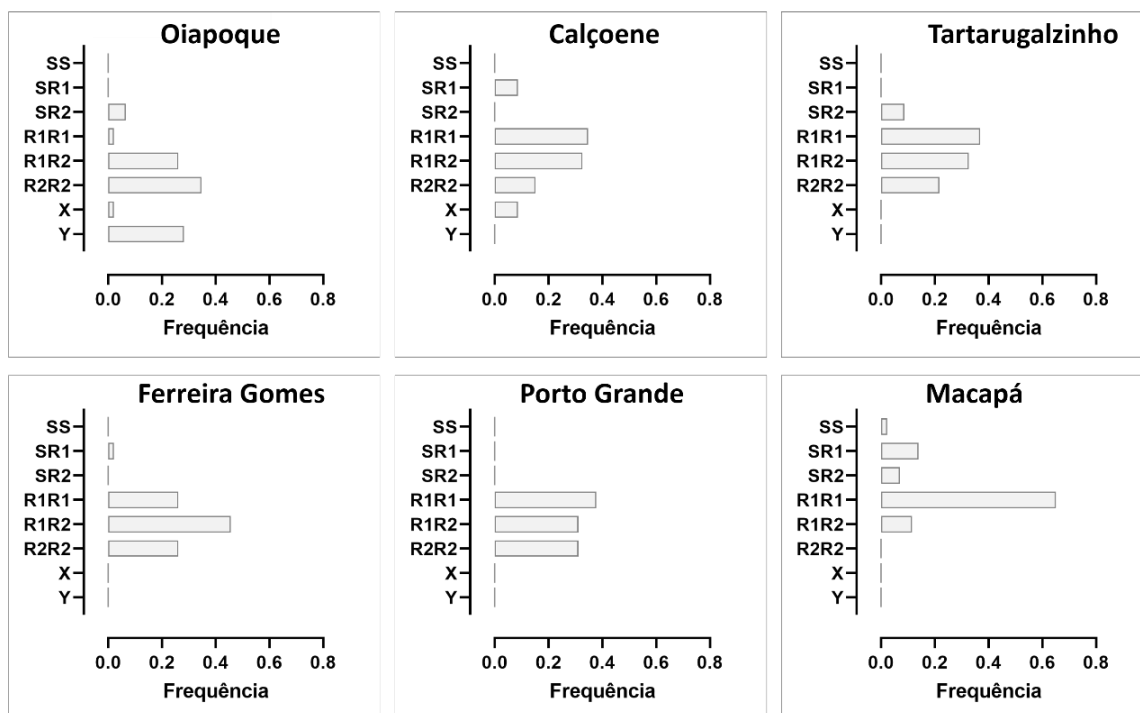 Oiapoque
SS
SR1
SR2
R1R1
R1R2
R2R2
X
Y
0.0 0.2 0.4 0.6 0.8
Frequência
Calçoene
SS
SR1
SR2
R1R1
R1R2
R2R2
X
Y
0.0 0.2 0.4 0.6 0.8
Frequência
Tartarugalzinho
SS
SR1
SR2
R1R1
R1R2
R2R2
X
Y
0.0 0.2 0.4 0.6 0.8
Frequência
Ferreira Gomes
SS
SR1
SR2
R1R1
R1R2
R2R2
X
Y
0.0 0.2 0.4 0.6 0.8
Frequência
Porto Grande
SS
SR1
SR2
R1R1
R1R2
R2R2
X
Y
0.0 0.2 0.4 0.6 0.8
Frequência
Macapá
SS
SR1
SR2
R1R1
R1R2
R2R2
X
Y
0.0 0.2 0.4 0.6 0.8
Frequência